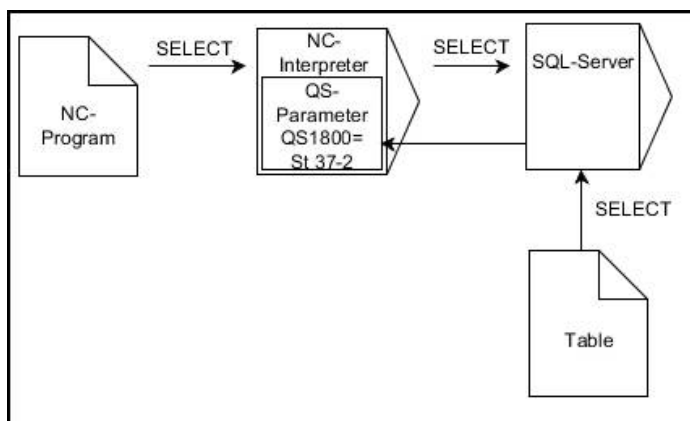 SELECT
NC-
Program
NC-
Interpreter
QS-
Parameter
QS1800=
St 37-2
SELECT
SQL-Server
SELECT
Table